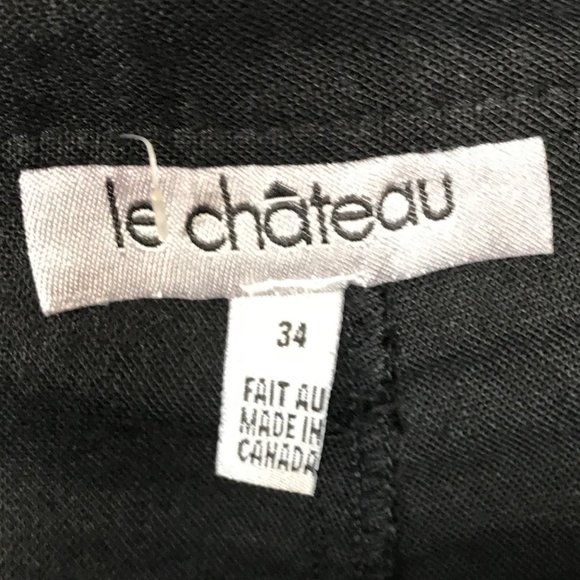 le château
34
FAIT AU
MADE IN
CANADA